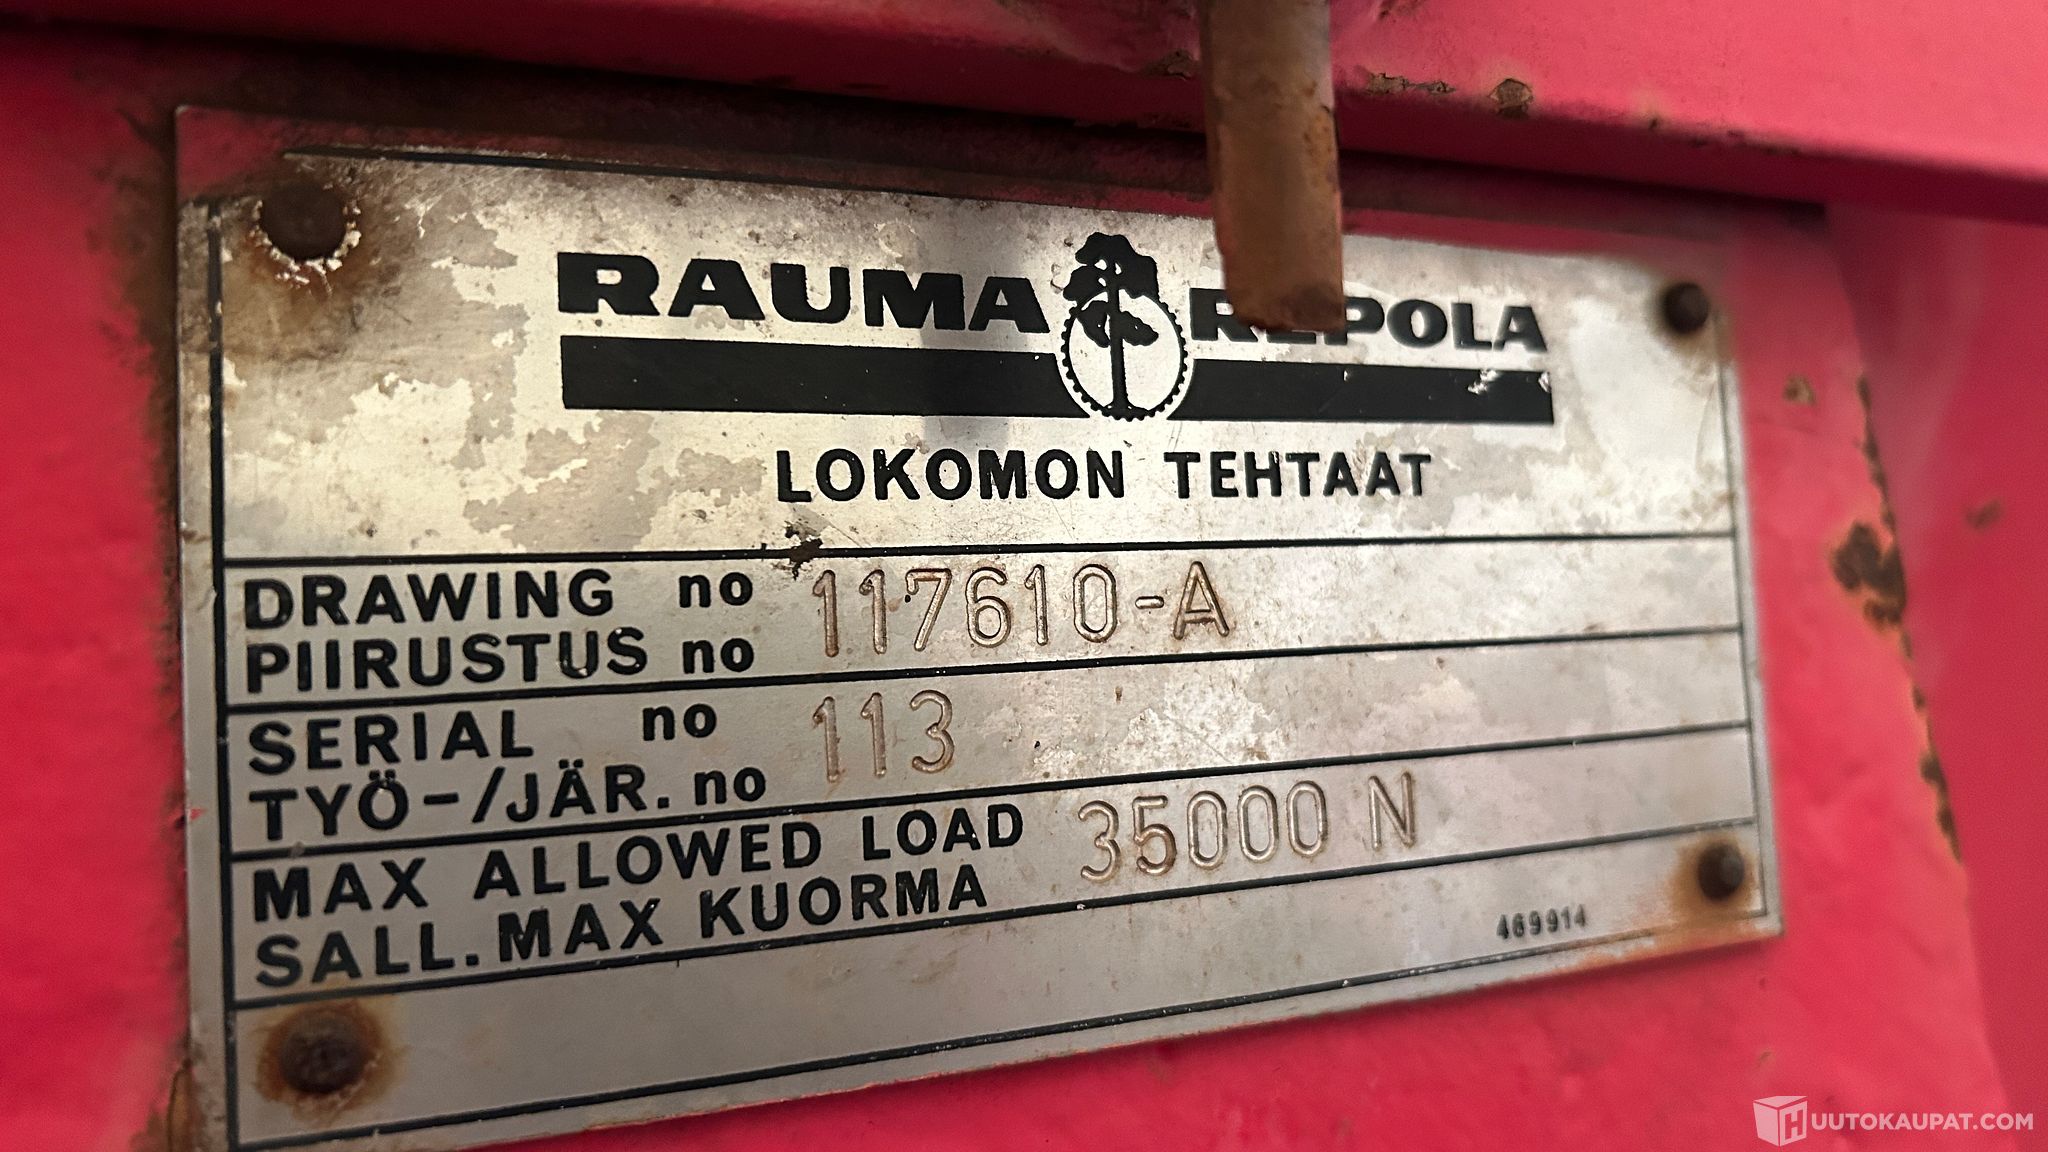 RAUMA REPOLA
LOKOMON TEHTAAT
DRAWING no
PIIRUSTUS no
117610-A
SERIAL no
TYÖ-/JÄR. no
113
MAX ALLOWED LOAD
SALL. MAX KUORMA
35000 N
469914
HUUTOKAUPAT.COM